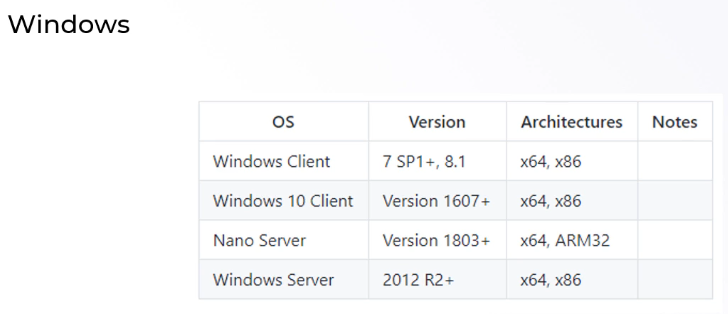 Windows
OS Version Architectures Notes
Windows Client 7 SP1+, 8.1 x64, x86
Windows 10 Client Version 1607+ x64, x86
Nano Server Version 1803+ x64, ARM32
Windows Server 2012 R2+ x64, x86